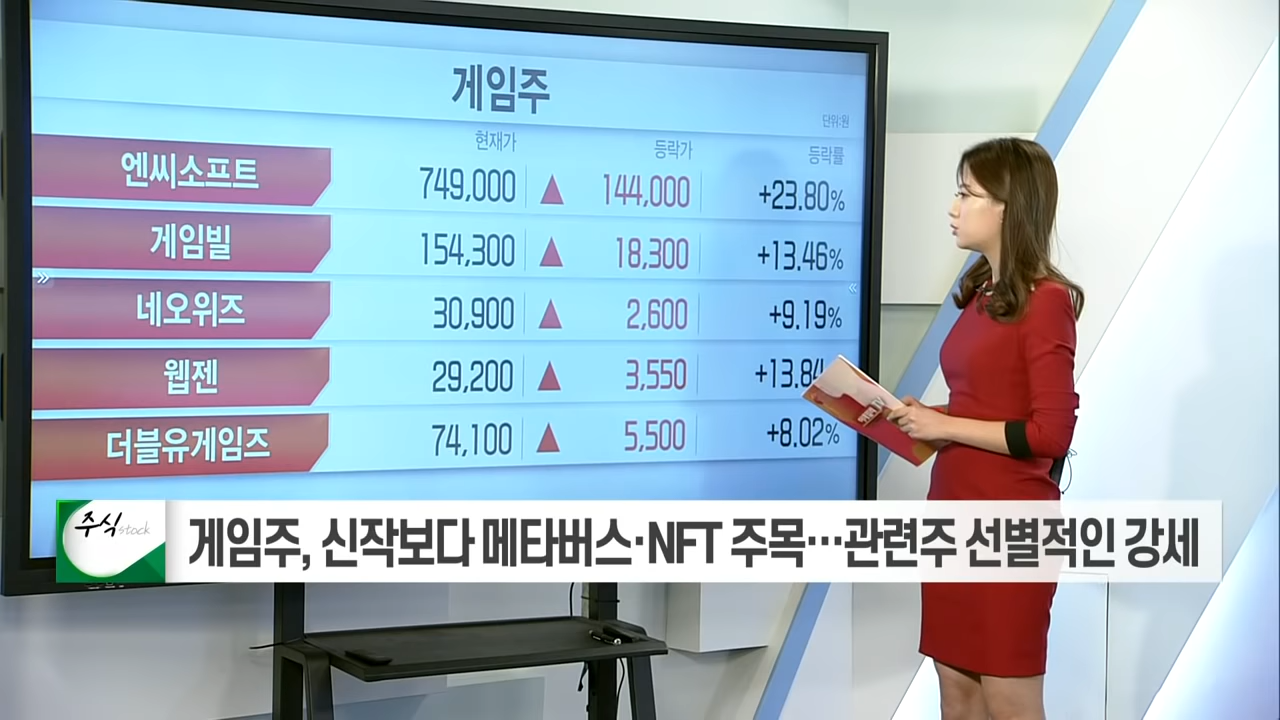 게임주
단위:원
현재가 등락가 등락률
엔씨소프트 749,000 ▲ 144,000 +23.80%
게임빌 154,300 ▲ 18,300 +13.46%
네오위즈 30,900 ▲ 2,600 +9.19%
웹젠 29,200 ▲ 3,550 +13.84
더블유게임즈 74,100 ▲ 5,500 +8.02%
주식 stock
게임주, 신작보다 메타버스·NFT 주목…관련주 선별적인 강세